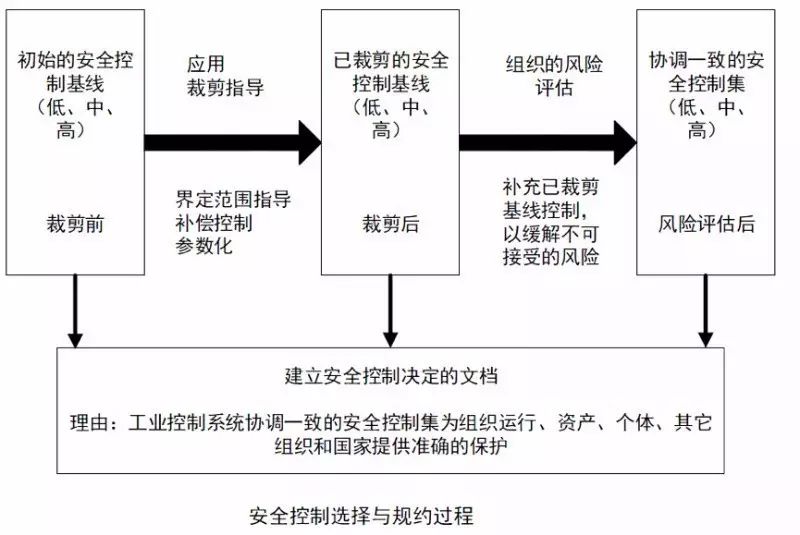 初始的安全控
制基线
（低、中、
高）
裁剪前
应用
裁剪指导
界定范围指导
补偿控制
参数化
已裁剪的安全
控制基线
（低、中、
高）
裁剪后
组织的风险
评估
补充已裁剪
基线控制，
以缓解不可
接受的风险
协调一致的安
全控制集
（低、中、
高）
风险评估后
建立安全控制决定的文档
理由：工业控制系统协调一致的安全控制集为组织运行、资产、个体、其它
组织和国家提供准确的保护
安全控制选择与规约过程